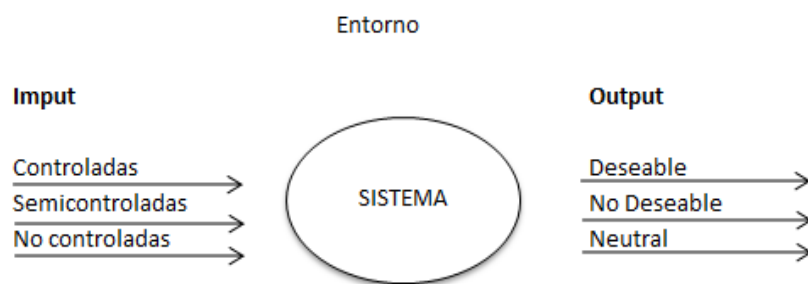 Entorno
Imput
Output
Controladas
Semicontroladas
No controladas
SISTEMA
Deseable
No Deseable
Neutral